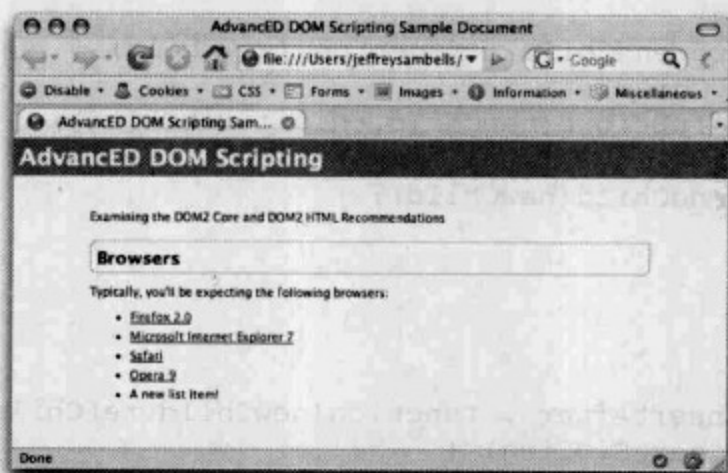 AdvancED DOM Scripting Sample Document
file:///Users/jeffreysambells/ G Google
Disable Cookies CSS Forms Images Information Miscellaneous
AdvancED DOM Scripting Sam...
AdvancED DOM Scripting
Examining the DOM2 Core and DOM2 HTML Recommendations
Browsers
Typically, you'll be expecting the following browsers:
• Firefox 2.0
• Microsoft Internet Explorer 7
• Safari
• Opera 9
• A new list item!
Done